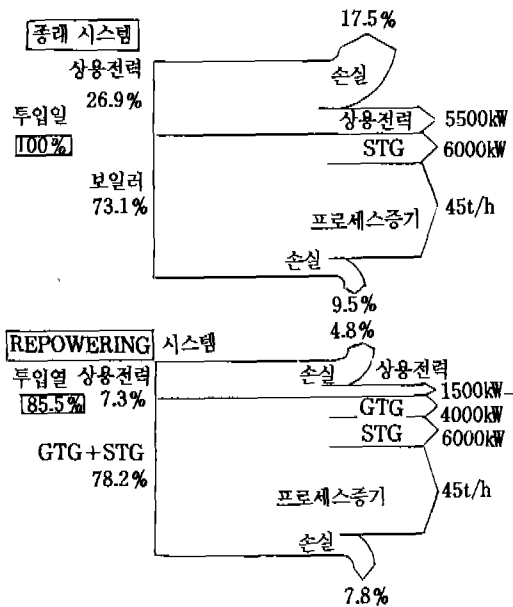 17.5%
종래 시스템
손실
상용전력
26.9%
투입일
100%
상용전력 5500kW
STG 6000kW
보일러
73.1%
프로세스증기 45t/h
손실
9.5%
4.8%
REPOWERING 시스템
투입열 상용전력 손실 상용전력
85.5% 7.3% 1500kW
GTG 4000kW
STG 6000kW
GTG+STG
78.2%
프로세스증기 45t/h
손실
7.8%